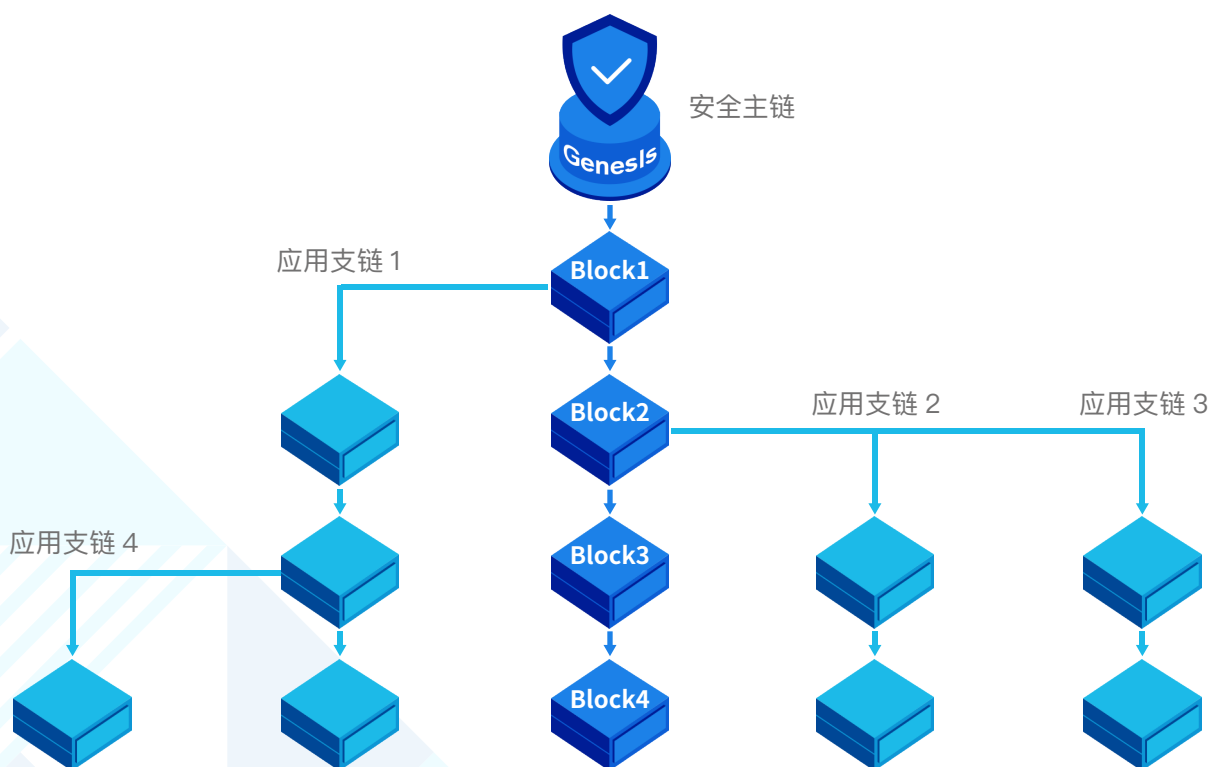 安全主链
GenesIs
应用支链 1
Block1
Block2
应用支链 2
应用支链 3
应用支链 4
Block3
Block4